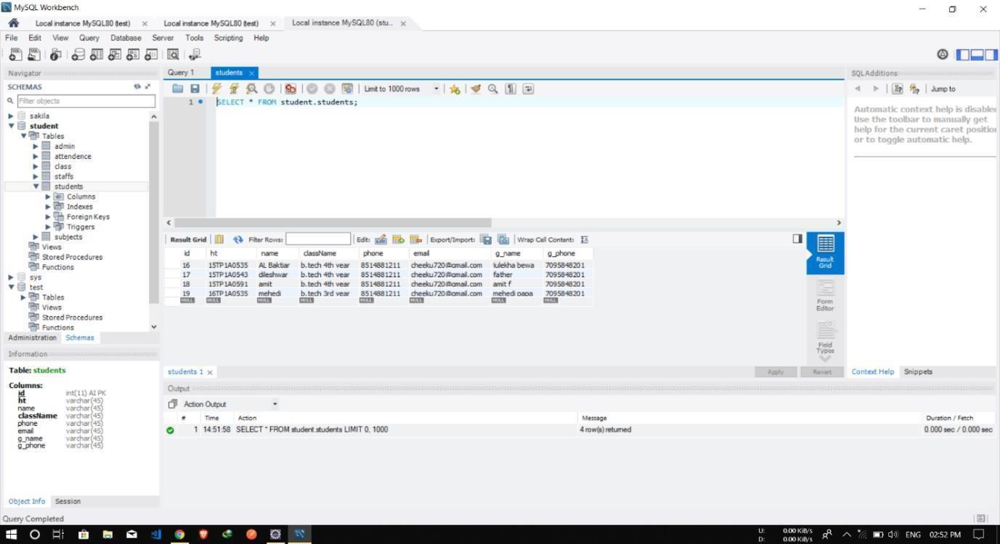 MySQL Workbench
Local instance MySQL80 (test) Local instance MySQL80 (test) Local instance MySQL80 (stu...
File Edit View Query Database Server Tools Scripting Help
Navigator
SCHEMAS
Filter objects
sakila
student
Tables
admin
attendence
class
staffs
students
Columns
Indexes
Foreign Keys
Triggers
subjects
Views
Stored Procedures
Functions
sys
test
Tables
Views
Stored Procedures
Functions
Administration Schemas
Information
Table: students
Columns:
id int(11) AI PK
ht varchar(45)
name varchar(45)
className varchar(45)
phone varchar(45)
email varchar(45)
g_name varchar(45)
g_phone varchar(45)
Object Info Session
Query 1 students
Limit to 1000 rows
1 SELECT * FROM student.students;
Result Grid Filter Rows: Edit: Export/Import: Wrap Cell Content:
id ht name className phone email g_name g_phone
16 15TP1A0535 AL Baktiar b.tech 4th year 8514881211 cheeku720@gmail.com julekha bewa 7095848201
17 15TP1A0543 dileshwar b.tech 4th year 8514881211 cheeku720@gmail.com father 7095848201
18 15TP1A0591 amit b.tech 4th year 8514881211 cheeku720@gmail.com amit f 7095848201
19 16TP1A0535 mehedi b.tech 3rd year 8514881211 cheeku720@gmail.com mehedi papa 7095848201
NULL NULL NULL NULL NULL NULL NULL NULL
Result
Grid
Form
Editor
Field
Types
students 1 Apply Revert
Output
Action Output
# Time Action Message Duration / Fetch
1 14:51:58 SELECT * FROM student.students LIMIT 0, 1000 4 row(s) returned 0.000 sec / 0.000 sec
SQLAdditions
Jump to
Automatic context help is disabled
Use the toolbar to manually get
help for the current caret position
or to toggle automatic help.
Context Help Snippets
Query Completed
U: 0.00 KiB/s
D: 0.00 KiB/s
ENG 02:52 PM